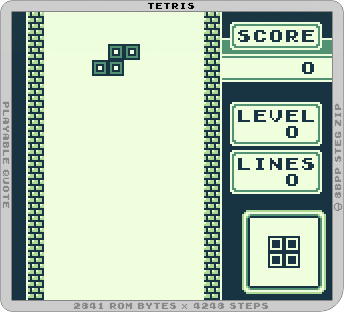 TETRIS
SCORE
0
LEVEL
0
LINES
0
PLAYABLE QUOTE
@ 8BPP STEG ZIP
2841 ROM BYTES x 4248 STEPS